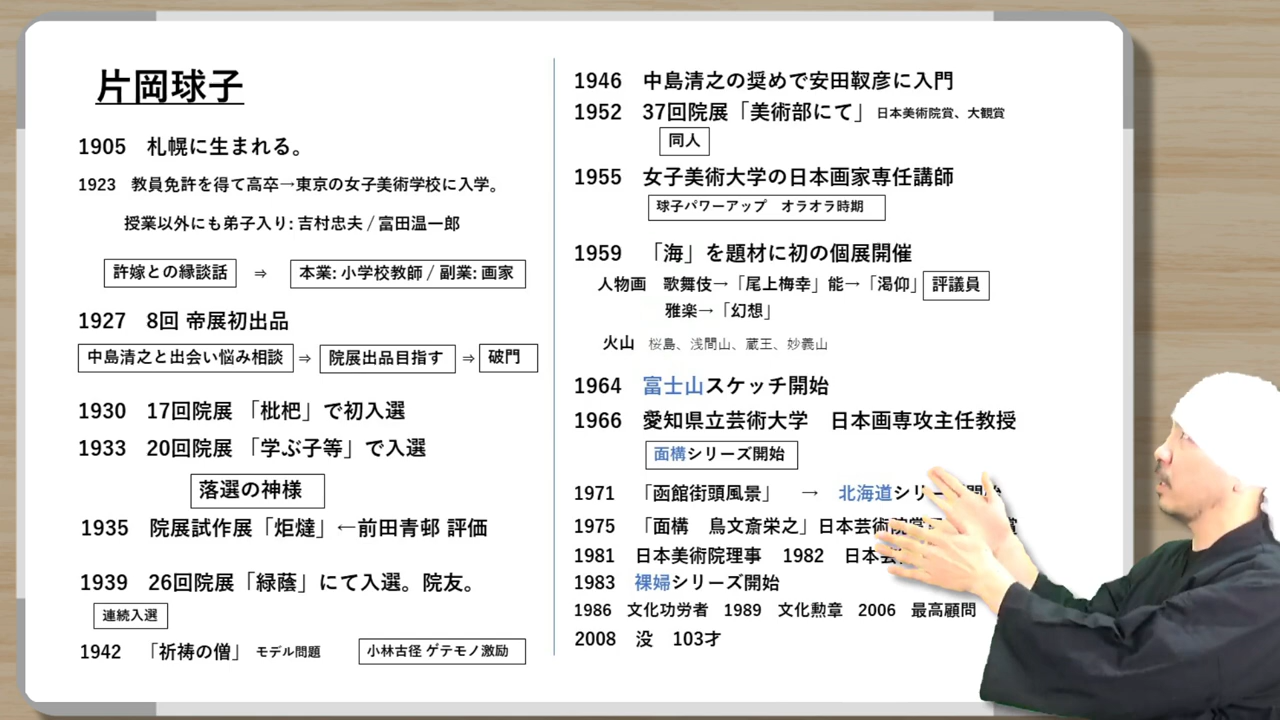 片岡球子
1905 札幌に生まれる。
1923 教員免許を得て高卒→東京の女子美術学校に入学。
授業以外にも弟子入り: 吉村忠夫 / 富田温一郎
許嫁との縁談話 ⇒ 本業: 小学校教師 / 副業: 画家
1927 8回 帝展初出品
中島清之と出会い悩み相談 ⇒ 院展出品目指す ⇒ 破門
1930 17回院展 「枇杷」で初入選
1933 20回院展 「学ぶ子等」で入選
落選の神様
1935 院展試作展「炬燵」←前田青邨 評価
1939 26回院展「緑蔭」にて入選。院友。
連続入選
1942 「祈祷の僧」 モデル問題 小林古径 ゲテモノ激励
1946 中島清之の奨めで安田靫彦に入門
1952 37回院展「美術部にて」 日本美術院賞、大観賞
同人
1955 女子美術大学の日本画家専任講師
球子パワーアップ オラオラ時期
1959 「海」を題材に初の個展開催
人物画 歌舞伎→「尾上梅幸」能→「渇仰」 評議員
雅楽→「幻想」
火山 桜島、浅間山、蔵王、妙義山
1964 富士山スケッチ開始
1966 愛知県立芸術大学 日本画専攻主任教授
面構シリーズ開始
1971 「函館街頭風景」 → 北海道シリ
1975 「面構 鳥文斎栄之」日本芸術院
1981 日本美術院理事 1982 日本
1983 裸婦シリーズ開始
1986 文化功労者 1989 文化勲章 2006 最高顧問
2008 没 103才